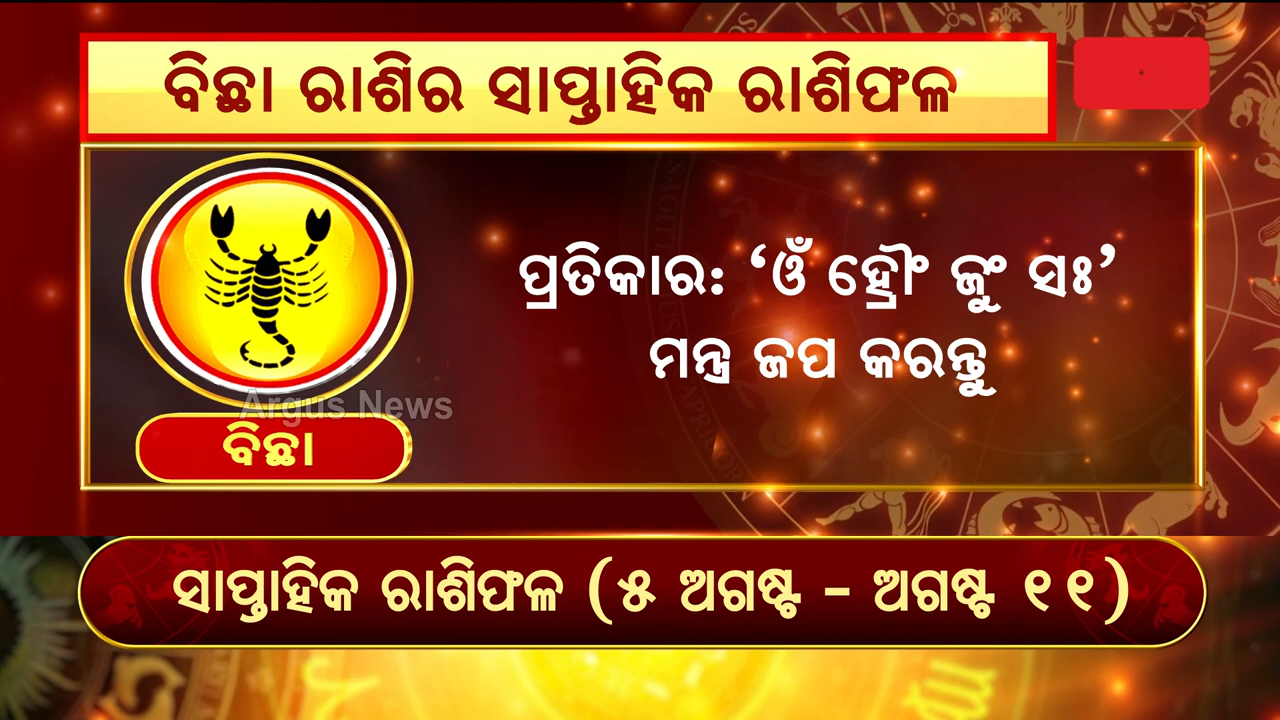 ବିଛା ରାଶିର ସାପ୍ତାହିକ ରାଶିଫଳ
ପ୍ରତିକାର: ‘ଓଁ ହ୍ରୌଂ ଜୁଂ ସଃ’
ମନ୍ତ୍ର ଜପ କରନ୍ତୁ
Argus News
ବିଛା
ସାପ୍ତାହିକ ରାଶିଫଳ (୫ ଅଗଷ୍ଟ - ଅଗଷ୍ଟ ୧୧)